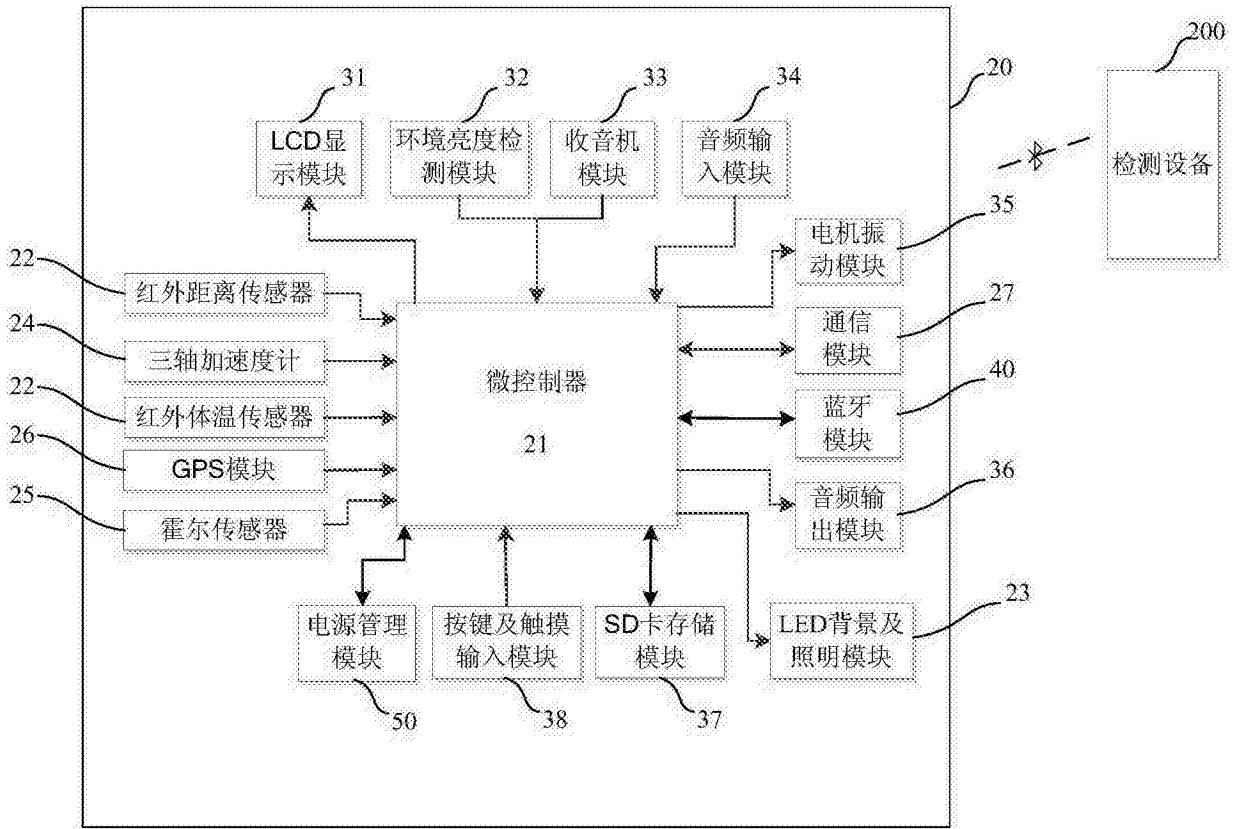 200
20
31
32
33
34
LCD显
示模块
环境亮度检
测模块
收音机
模块
音频输
入模块
检测设备
35
电机振
动模块
22
红外距离传感器
27
通信
模块
24
三轴加速度计
微控制器
21
40
蓝牙
模块
22
红外体温传感器
26
GPS模块
36
音频输
出模块
25
霍尔传感器
23
LED背景及
照明模块
电源管理
模块
按键及触摸
输入模块
SD卡存储
模块
50
38
37